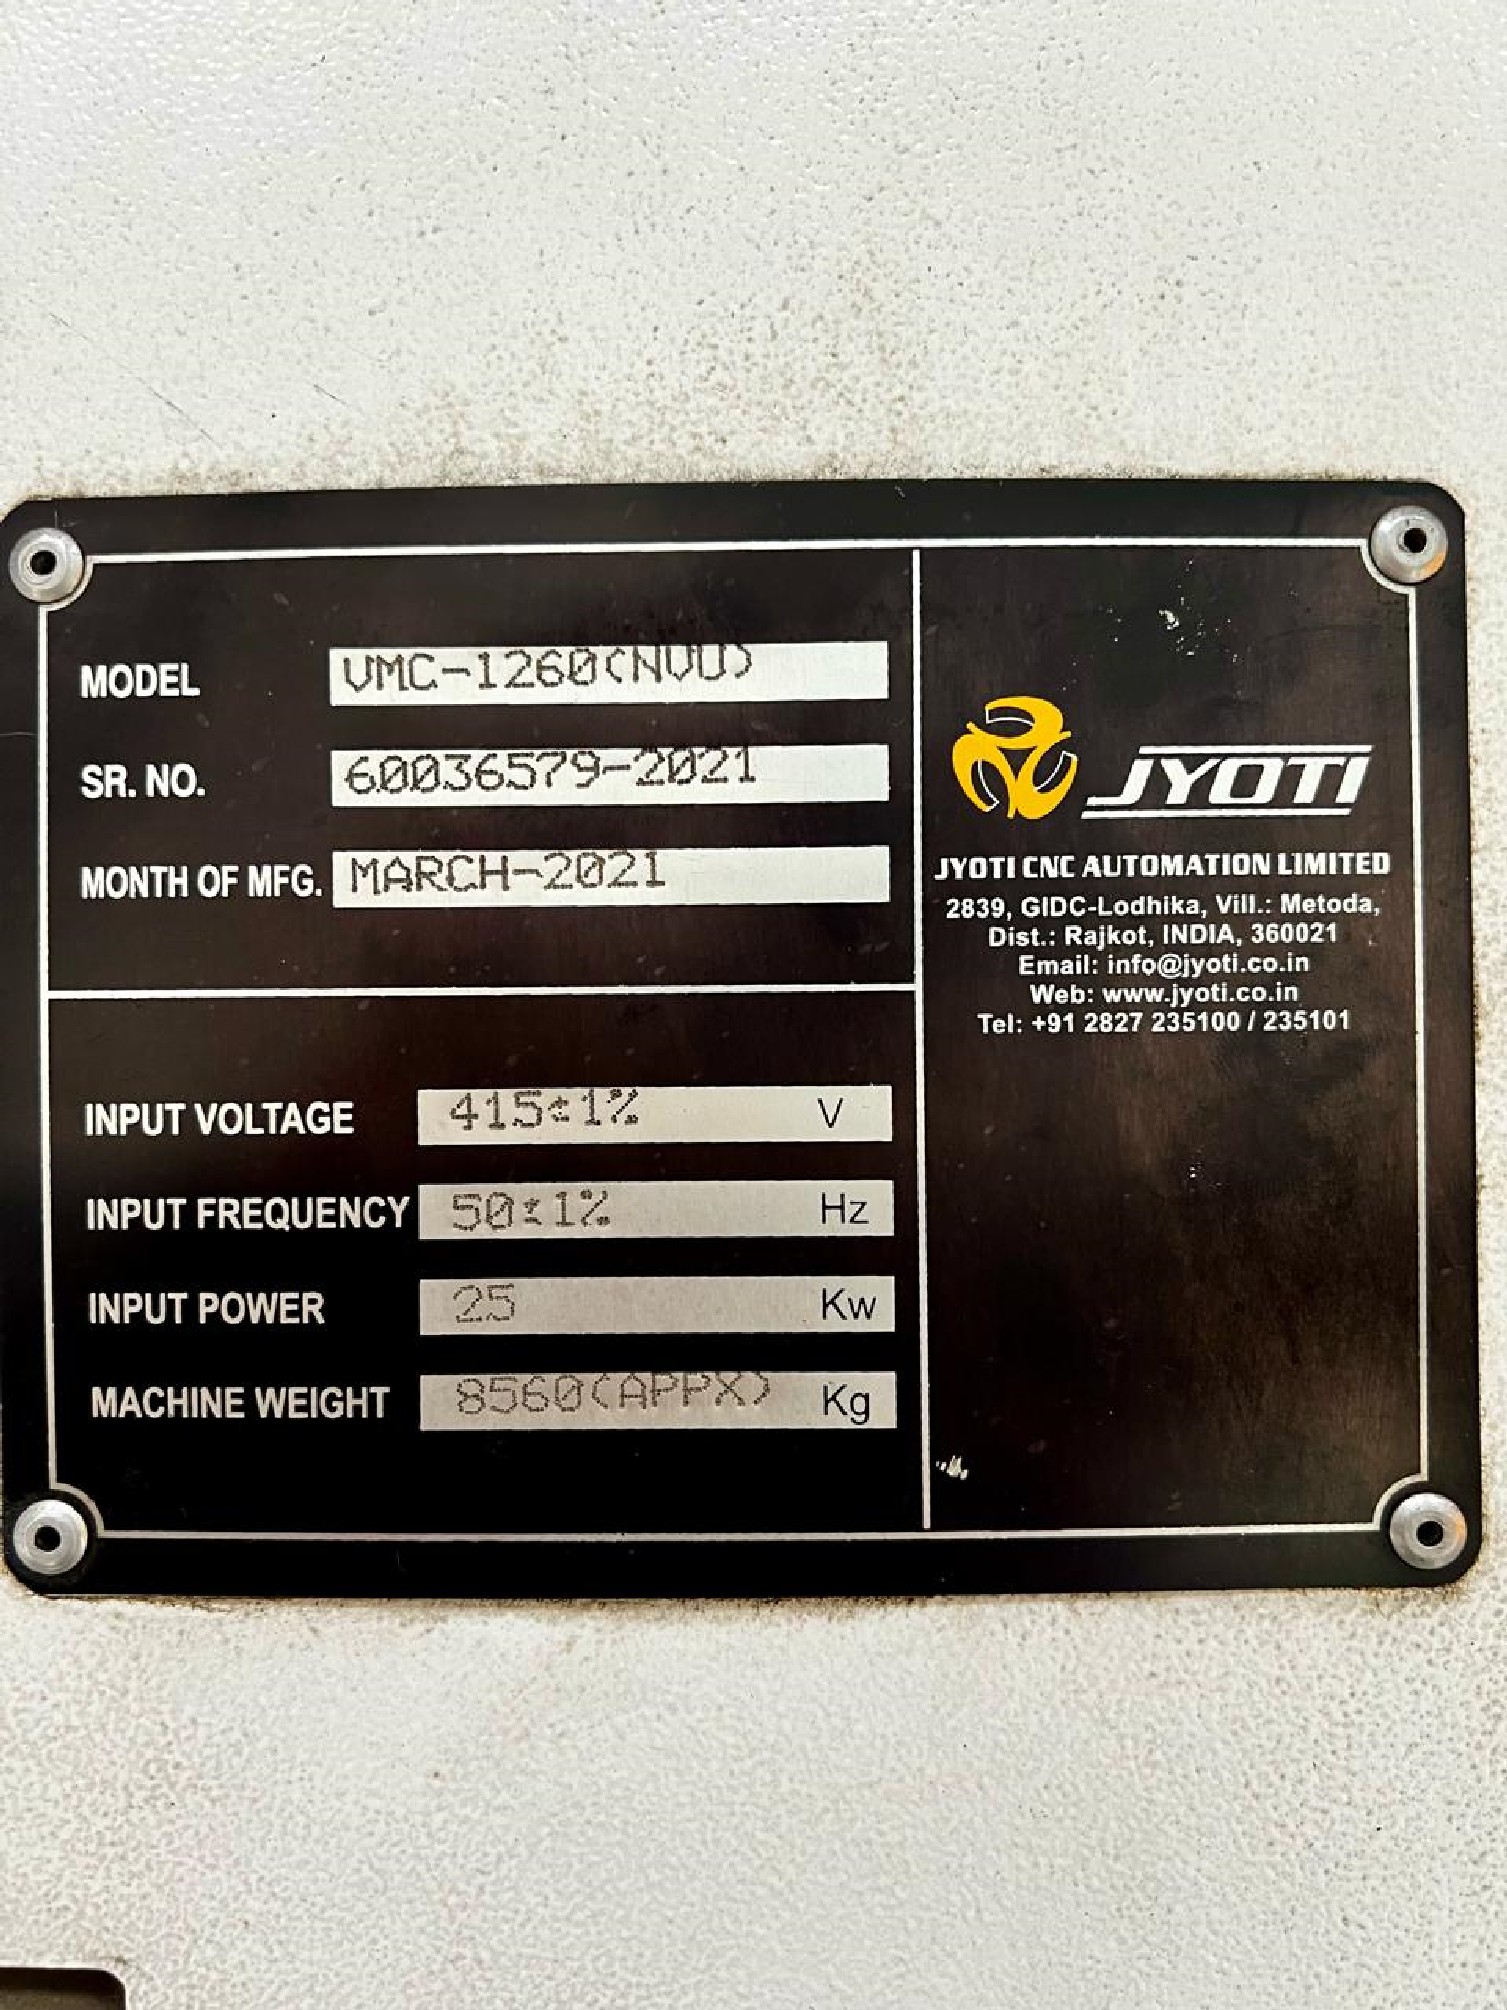 MODEL VMC-1260(NVU)
SR. NO. 60036579-2021
MONTH OF MFG. MARCH-2021
INPUT VOLTAGE 415±1% V
INPUT FREQUENCY 50±1% Hz
INPUT POWER 25 Kw
MACHINE WEIGHT 8560(APPX) Kg
JYOTI
JYOTI CNC AUTOMATION LIMITED
2839, GIDC-Lodhika, Vill.: Metoda,
Dist.: Rajkot, INDIA, 360021
Email: info@jyoti.co.in
Web: www.jyoti.co.in
Tel: +91 2827 235100 / 235101